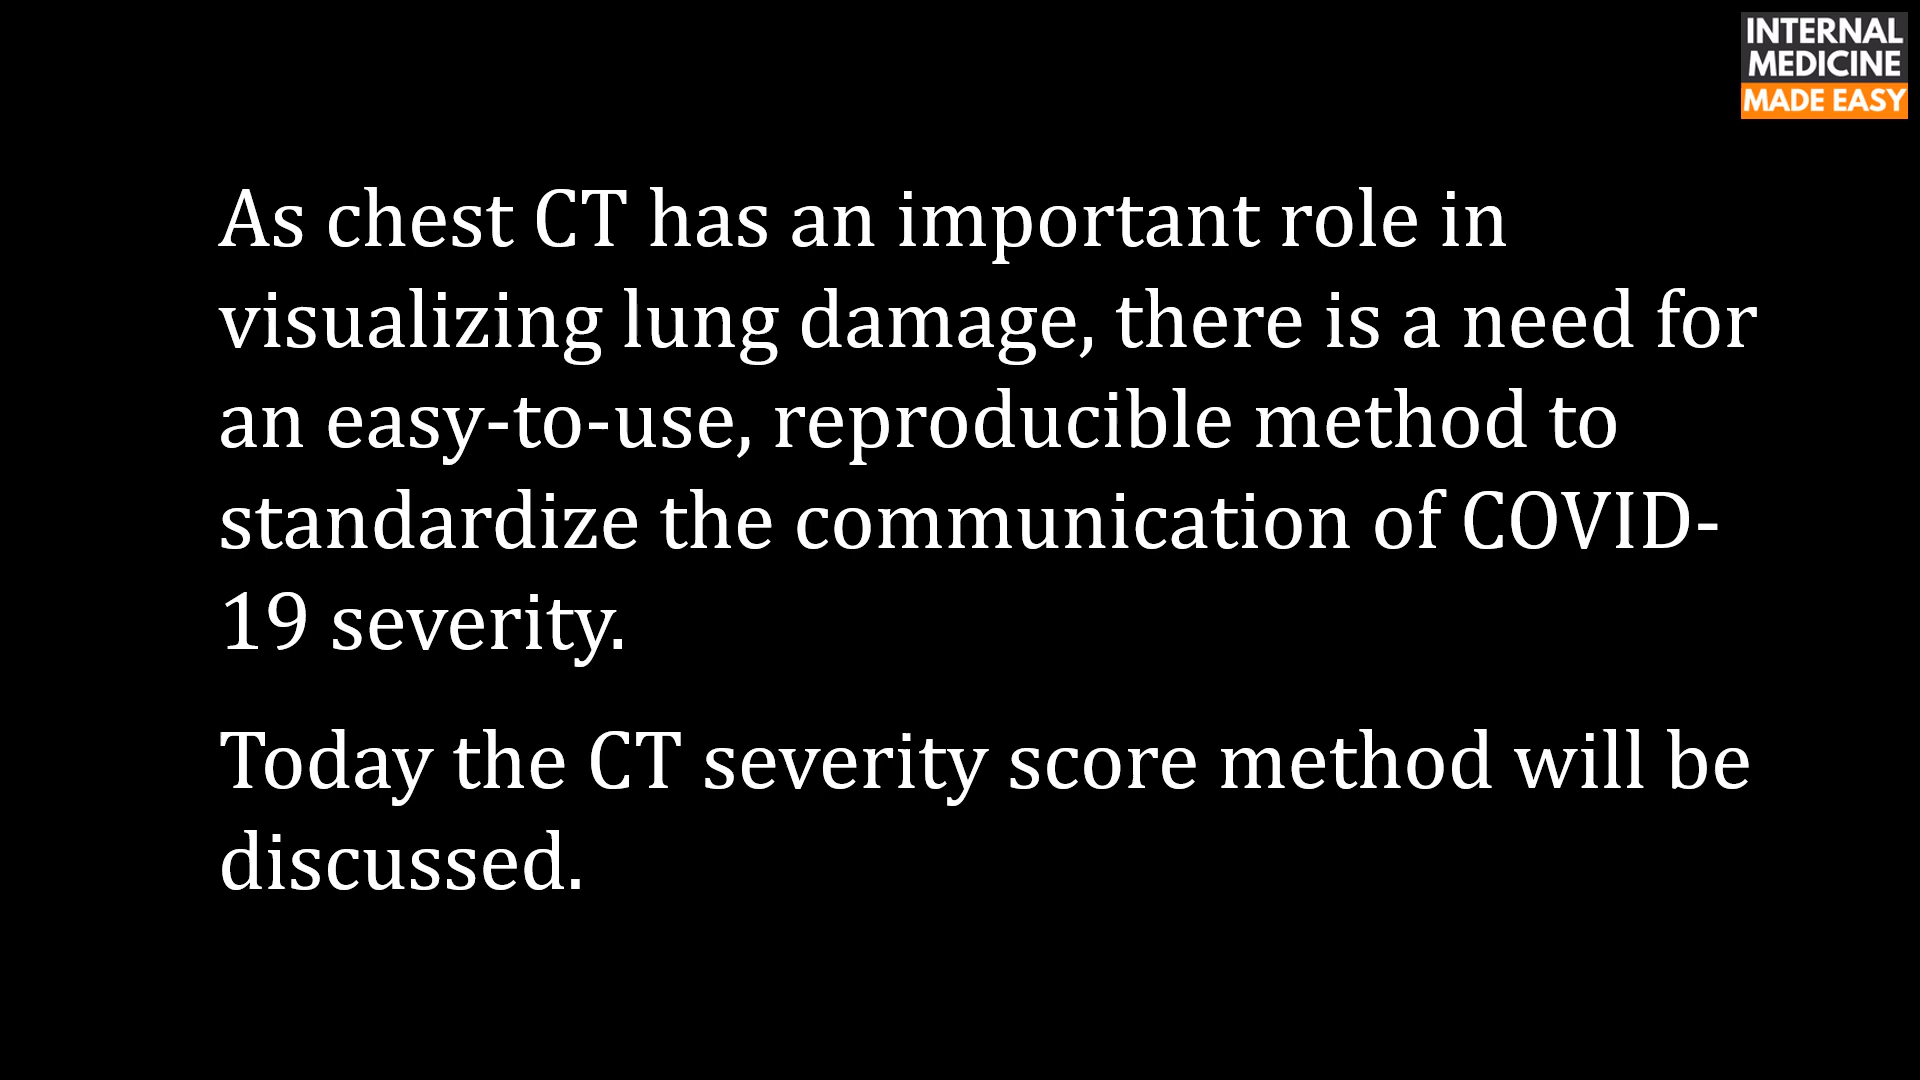 INTERNAL
MEDICINE
MADE EASY
As chest CT has an important role in
visualizing lung damage, there is a need for
an easy-to-use, reproducible method to
standardize the communication of COVID-
19 severity.
Today the CT severity score method will be
discussed.